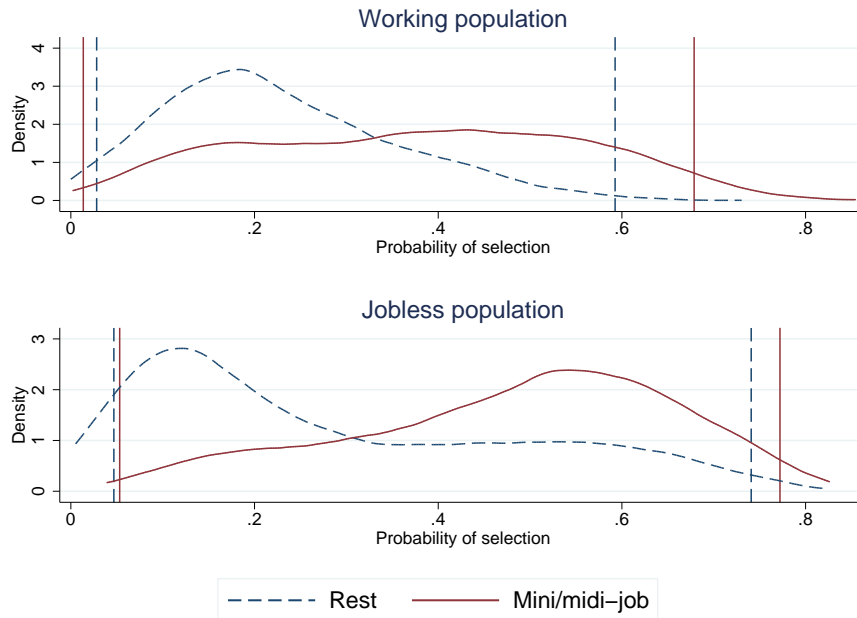 Working population
Density
4
3
2
1
0
0 .2 .4 .6 .8
Probability of selection
Jobless population
Density
3
2
1
0
0 .2 .4 .6 .8
Probability of selection
Rest Mini/midi−job